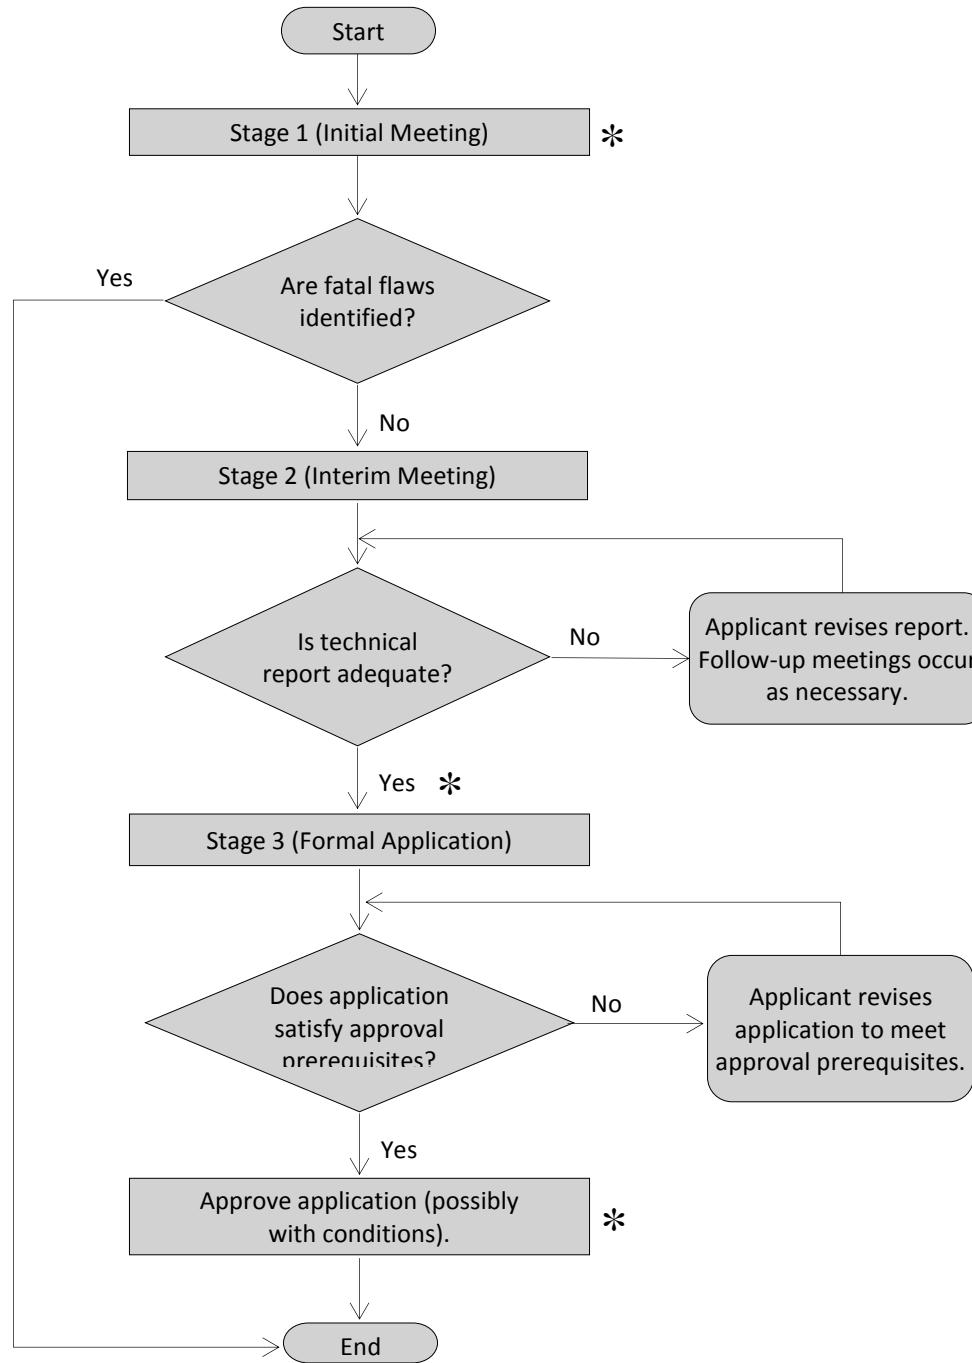 Start
Stage 1 (Initial Meeting)
*
Yes
Are fatal flaws
identified?
No
Stage 2 (Interim Meeting)
Is technical
report adequate?
No
Applicant revises report.
Follow-up meetings occur
as necessary.
Yes *
Stage 3 (Formal Application)
Does application
satisfy approval
prerequisites?
No
Applicant revises
application to meet
approval prerequisites.
Yes
Approve application (possibly
with conditions).
*
End